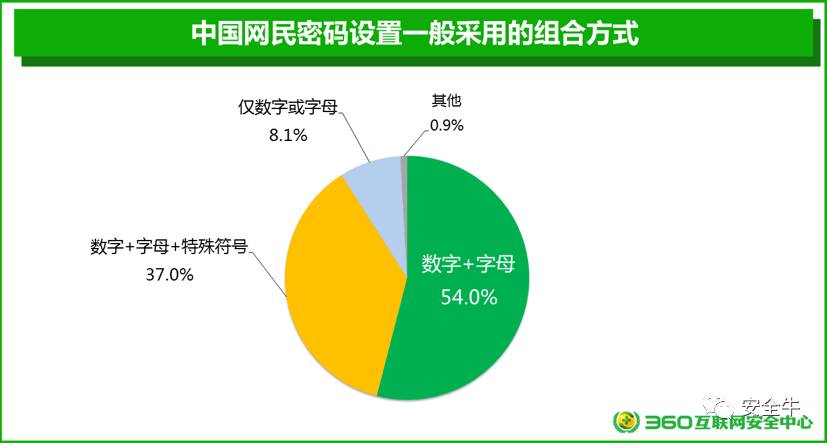 中国网民密码设置一般采用的组合方式
仅数字或字母
8.1%
其他
0.9%
数字+字母+特殊符号
37.0%
数字+字母
54.0%
安全牛
360互联网安全中心